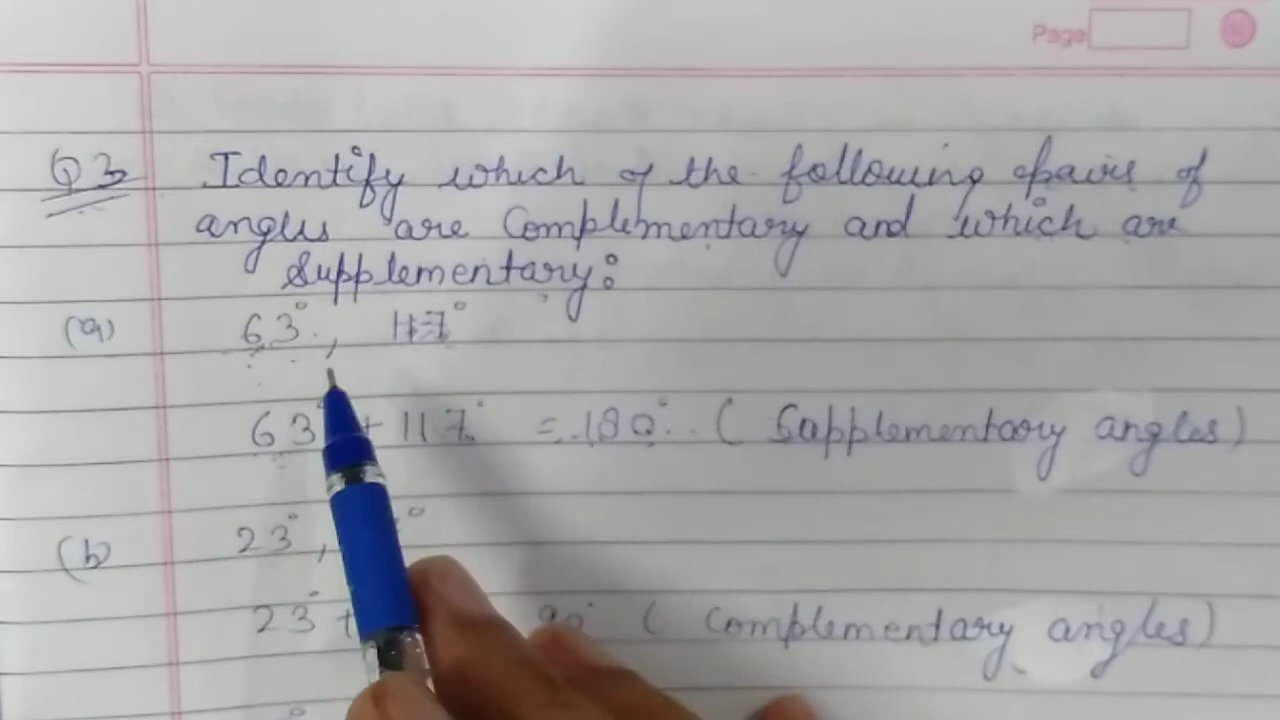 Page
Q3 Identify which of the following pairs of
angles are Complementary and which are
Supplementary:
(a) 63°, 117°
63° + 117° = 180° (Supplementary angles)
(b) 23°,
23° + 90° (Complementary angles)